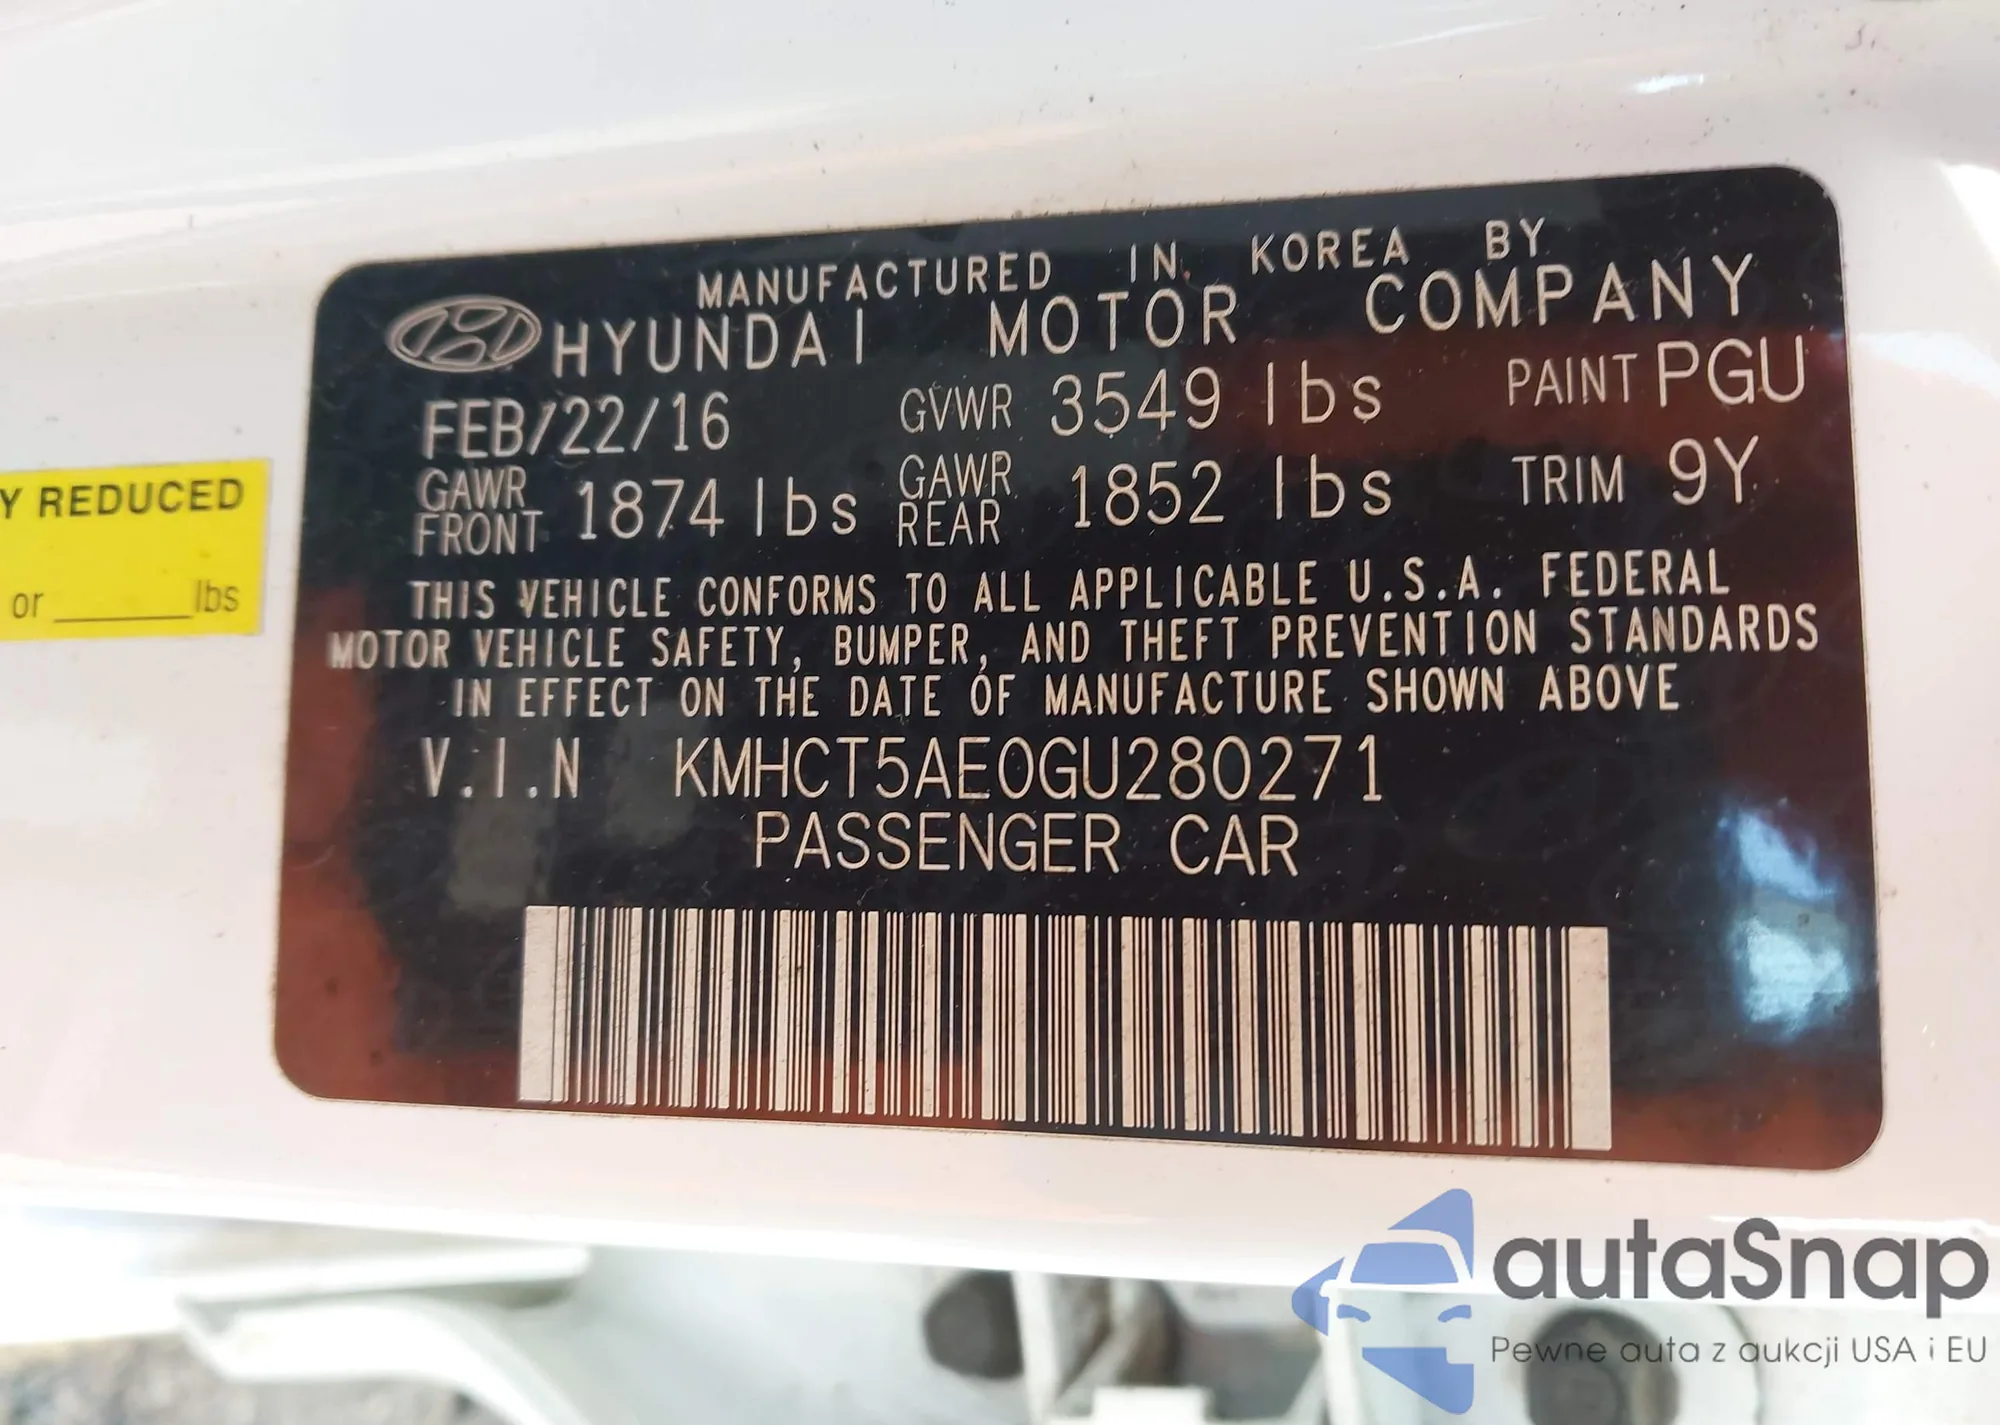 MANUFACTURED IN KOREA BY
HYUNDAI MOTOR COMPANY
FEB/22/16 GVWR 3549 lbs PAINT PGU
GAWR FRONT 1874 lbs GAWR REAR 1852 lbs TRIM 9Y
THIS VEHICLE CONFORMS TO ALL APPLICABLE U.S.A. FEDERAL
MOTOR VEHICLE SAFETY, BUMPER, AND THEFT PREVENTION STANDARDS
IN EFFECT ON THE DATE OF MANUFACTURE SHOWN ABOVE
V.I.N KMHCT5AE0GU280271
PASSENGER CAR
Y REDUCED
or ______lbs
autaSnap
Pewne auta z aukcji USA i EU